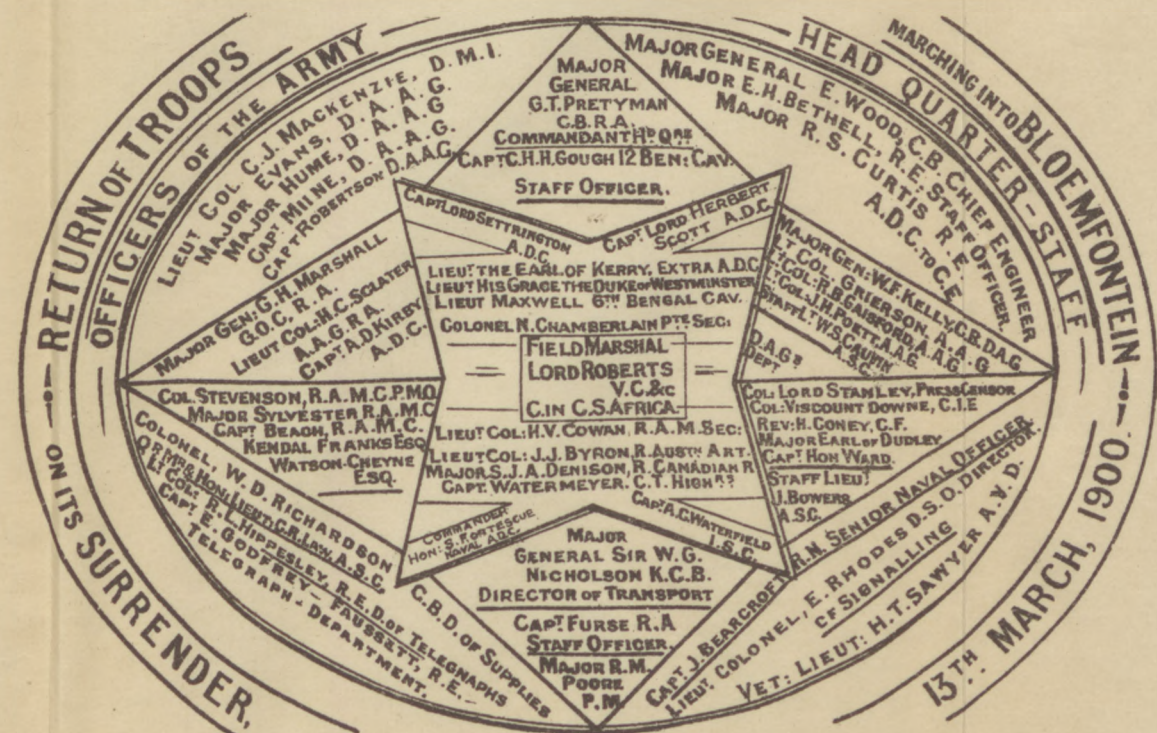 RETURN OF TROOPS
MARCHING INTO BLOEMFONTEIN
ON ITS SURRENDER,
13TH MARCH, 1900.
OFFICERS OF THE ARMY
HEAD QUARTER-STAFF
LIEUT COL C.J. MACKENZIE, D.M.I.
MAJOR EVANS, D.A.A.G.
MAJOR HUME, D.A.A.G
CAPT MILNE, D.A.A.G.
CAPT ROBERTSON D.A.A.G.
MAJOR
GENERAL
G.T. PRETYMAN
C.B.R.A.
COMMANDANT HD QRS
CAPT C.H.H. GOUGH 12 BEN: CAV.
STAFF OFFICER.
MAJOR GENERAL E. WOOD, C.B. CHIEF ENGINEER
MAJOR E.H. BETHELL, R.E. STAFF OFFICER.
MAJOR R.S. CURTIS R.E.
A.D.C. TO C.E.
MAJOR GEN: G.H. MARSHALL
G.O.C. R.A.
LIEUT COL: H.C. SCLATER
A.A.G. R.A.
CAPT A.D. KIRBY
A.D.C.
CAPT LORD SETTRINGTON
A.D.C.
CAPT LORD HERBERT
SCOTT A.D.C.
LIEUT THE EARL OF KERRY, EXTRA A.D.C
LIEUT HIS GRACE THE DUKE OF WESTMINSTER
LIEUT MAXWELL 6TH BENGAL CAV.
COLONEL N. CHAMBERLAIN PTE SEC:
FIELD MARSHAL
LORD ROBERTS
V.C. &c
C. IN C. S. AFRICA
LIEUT COL: H.V. COWAN, R.A. M. SEC:
LIEUT COL: J.J. BYRON, R. AUSTN ART.
MAJOR S.J.A. DENISON, R. CANADIAN R
CAPT. WATERMEYER. C.T. HIGHRS
COMMANDER
HON: S. FORTESCUE
NAVAL A.D.C.
CAPT. A.C. WATERFIELD
I.S.C.
MAJOR GEN: W.F. KELLY, C.B. D.A.G
LT COL GRIERSON, A.A.G
LT COL: R.B. GAISFORD, A.A.G
LT COL: J.H. POETT, A.A.G.
STAFF LT W.S. CAUVIN
A.S.C.
D.A.GS
DEPT
COL. STEVENSON, R.A.M.C. P.M.O.
MAJOR SYLVESTER R.A.M.C
CAPT BEACH, R.A.M.C.
KENDAL FRANKS ESQ
WATSON-CHEYNE
ESQ.
COL: LORD STANLEY, PRESS CENSOR
COL: VISCOUNT DOWNE, C.I.E
REV: H. CONEY, C.F.
MAJOR EARL OF DUDLEY
CAPT HON WARD.
STAFF LIEUT
J. BOWERS
A.S.C.
COLONEL, W.D. RICHARDSON C.B. D. OF SUPPLIES
QR MR & HON: LIEUT: C.R. LAW, A.S.C.
LT COL: R.L. HIPPESLEY, R.E. D. OF TELEGNAPHS
CAPT E. GODFREY-FAUSSETT, R.E.
TELEGRAPH-DEPARTMENT.
MAJOR
GENERAL SIR W.G.
NICHOLSON K.C.B.
DIRECTOR OF TRANSPORT
CAPT FURSE R.A
STAFF OFFICER.
MAJOR R.M.
POORE
P.M.
CAPT J. BEARCROFT R.N. SENIOR NAVAL OFFICER
LIEUT COLONEL, E. RHODES D.S.O. DIRECTOR.
OF SIGNALLING
VET: LIEUT: H.T. SAWYER A.V.D.